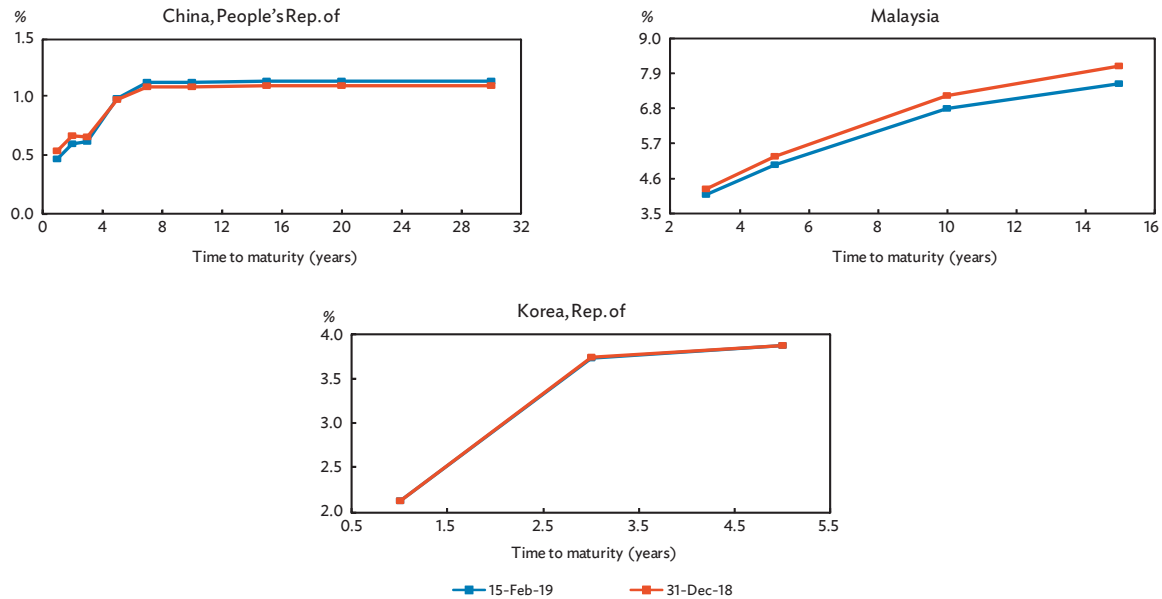 China, People's Rep. of
%
1.5
1.0
0.5
0.0
0 4 8 12 16 20 24 28 32
Time to maturity (years)
Malaysia
%
9.0
7.9
6.8
5.7
4.6
3.5
2 4 6 8 10 12 14 16
Time to maturity (years)
Korea, Rep. of
%
4.0
3.5
3.0
2.5
2.0
0.5 1.5 2.5 3.5 4.5 5.5
Time to maturity (years)
15-Feb-19 31-Dec-18